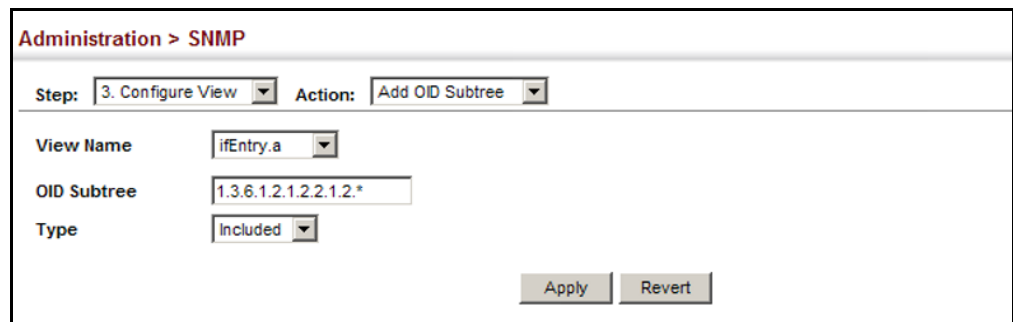 Administration > SNMP
Step: 3. Configure View Action: Add OID Subtree
View Name ifEntry.a
OID Subtree 1.3.6.1.2.1.2.2.1.2.*
Type Included
Apply Revert